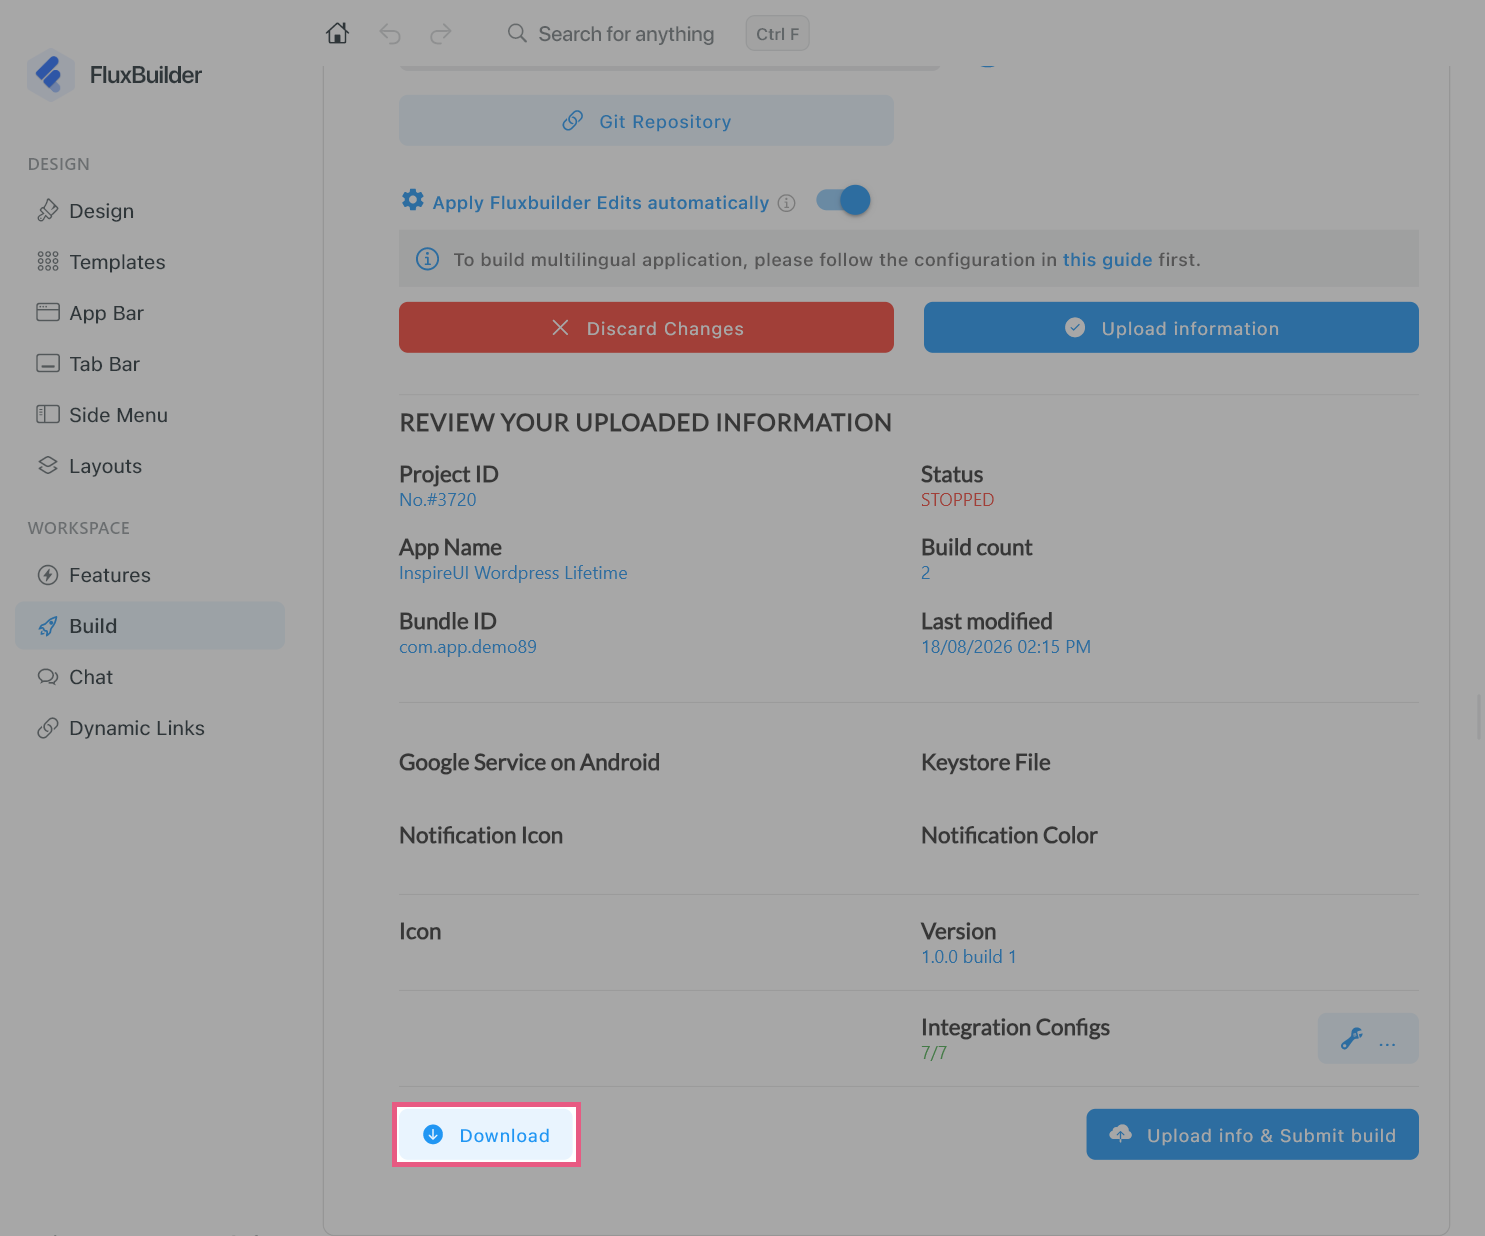 Search for anything
Ctrl F
FluxBuilder
DESIGN
Design
Templates
App Bar
Tab Bar
Side Menu
Layouts
WORKSPACE
Features
Build
Chat
Dynamic Links
Git Repository
Apply Fluxbuilder Edits automatically
To build multilingual application, please follow the configuration in this guide first.
Discard Changes
Upload information
REVIEW YOUR UPLOADED INFORMATION
Project ID
No.#3720
Status
STOPPED
App Name
InspireUI Wordpress Lifetime
Build count
2
Bundle ID
com.app.demo89
Last modified
18/08/2026 02:15 PM
Google Service on Android
Keystore File
Notification Icon
Notification Color
Icon
Version
1.0.0 build 1
Integration Configs
7/7
...
Download
Upload info & Submit build